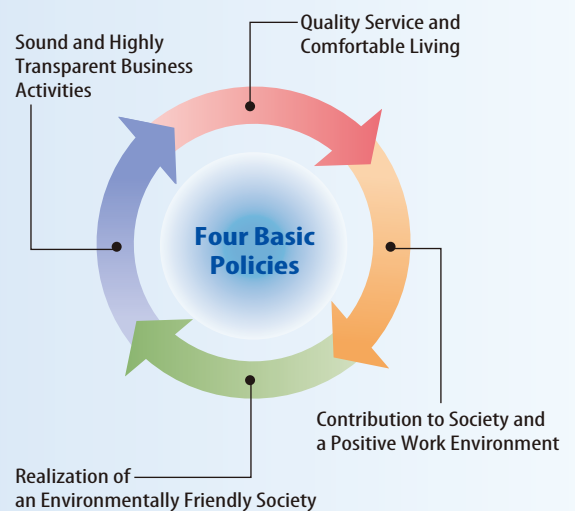 Quality Service and
Comfortable Living
Sound and Highly
Transparent Business
Activities
Four Basic
Policies
Contribution to Society and
a Positive Work Environment
Realization of
an Environmentally Friendly Society